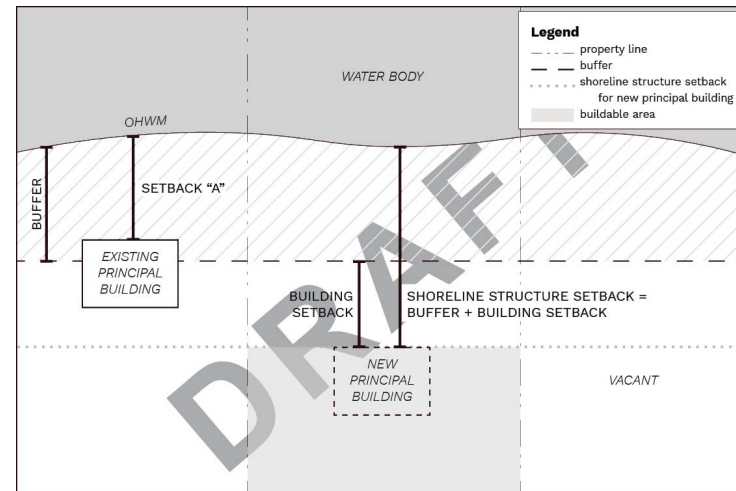 Legend
property line
buffer
shoreline structure setback
for new principal building
buildable area
WATER BODY
OHWM
BUFFER
SETBACK “A”
EXISTING
PRINCIPAL
BUILDING
BUILDING
SETBACK
SHORELINE STRUCTURE SETBACK =
BUFFER + BUILDING SETBACK
NEW
PRINCIPAL
BUILDING
VACANT
DRAFT